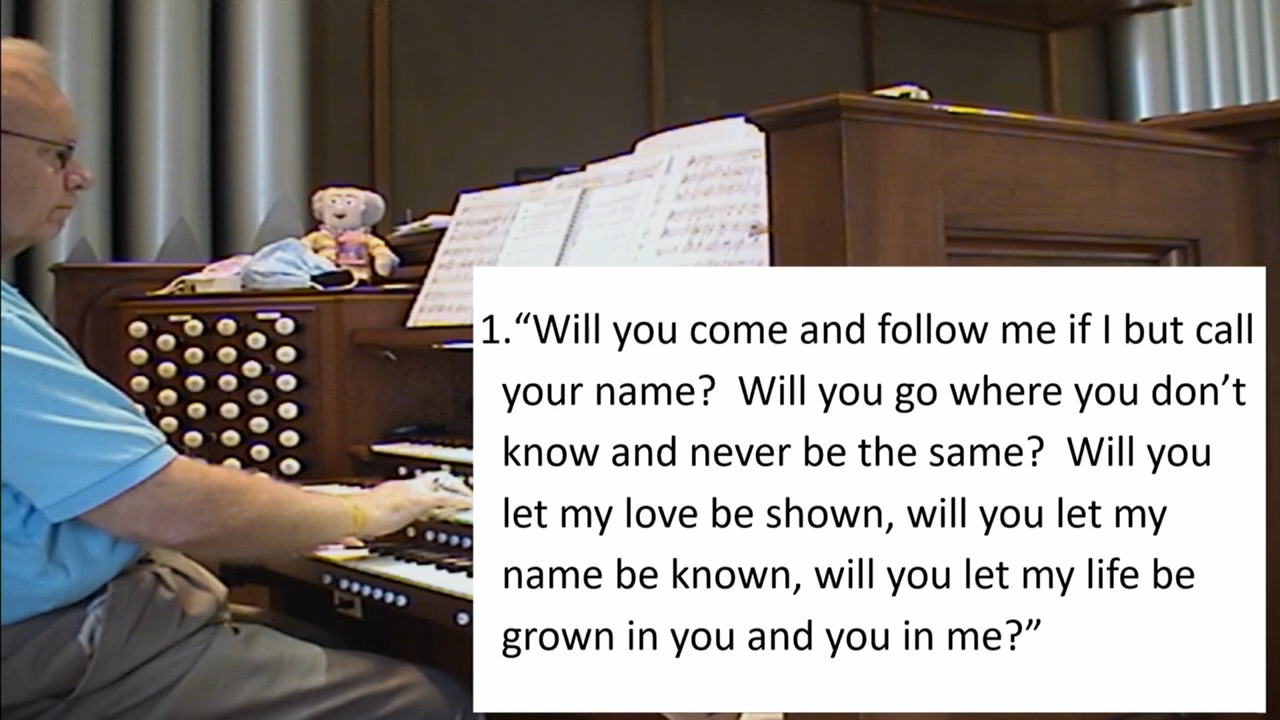 1.“Will you come and follow me if I but call
your name?  Will you go where you don’t
know and never be the same?  Will you
let my love be shown, will you let my
name be known, will you let my life be
grown in you and you in me?”